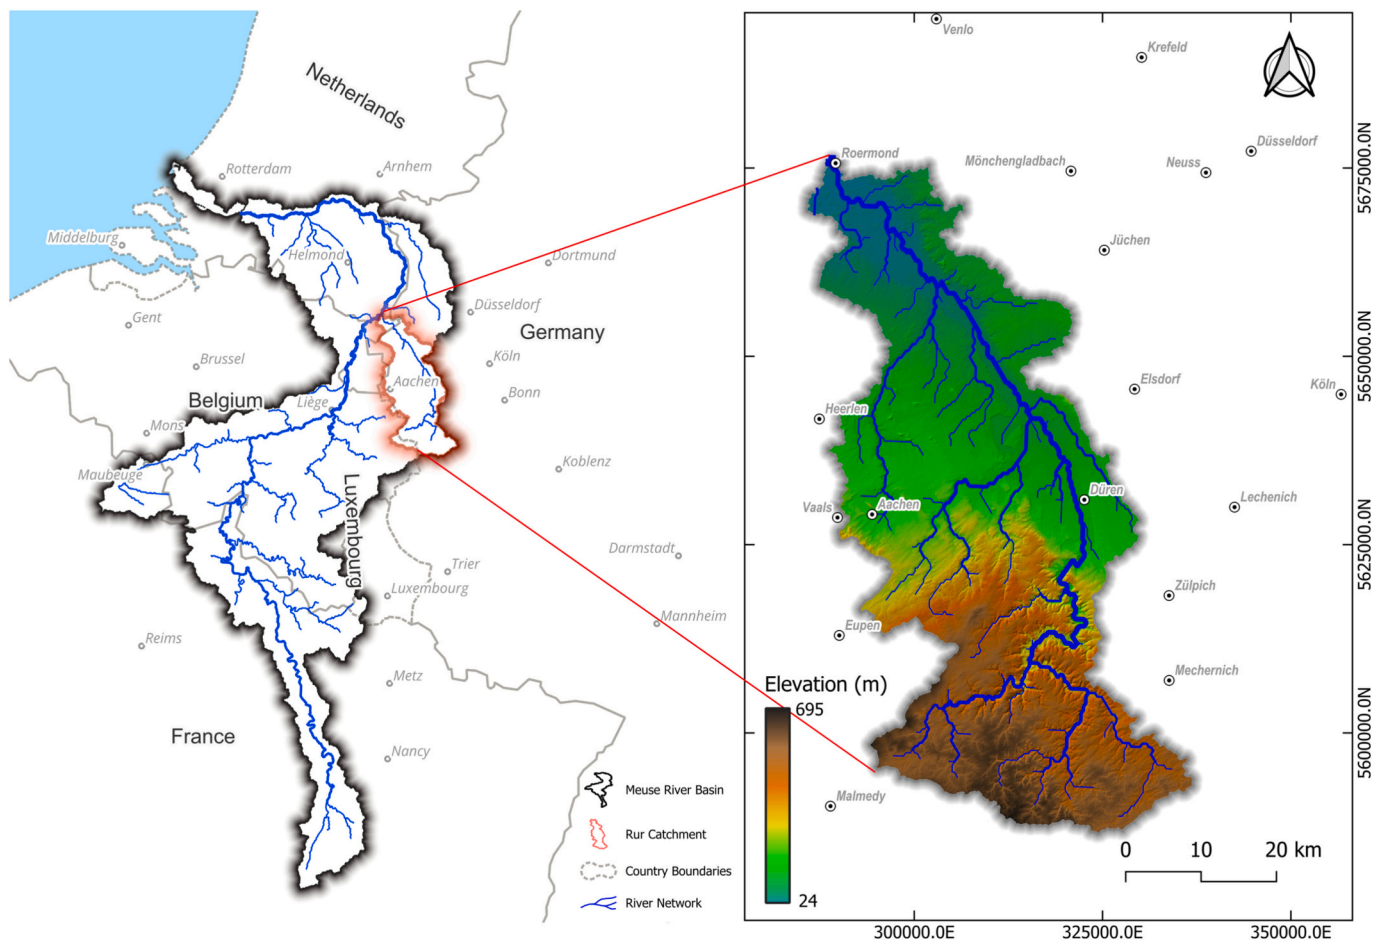 Netherlands
Rotterdam
Arnhem
Middelburg
Helmond
Dortmund
Gent
Düsseldorf
Germany
Brussel
Köln
Aachen
Bonn
Belgium
Liège
Mons
Maubeuge
Koblenz
Luxembourg
Darmstadt
Trier
Luxembourg
Mannheim
Reims
Metz
France
Nancy
Meuse River Basin
Rur Catchment
Country Boundaries
River Network
Venlo
Krefeld
Roermond
Mönchengladbach
Neuss
Düsseldorf
Jüchen
Elsdorf
Köln
Heerlen
Düren
Lechenich
Vaals
Aachen
Zülpich
Eupen
Mechernich
Malmedy
Elevation (m)
695
24
0 10 20 km
5675000.0N
5650000.0N
5625000.0N
5600000.0N
300000.0E 325000.0E 350000.0E